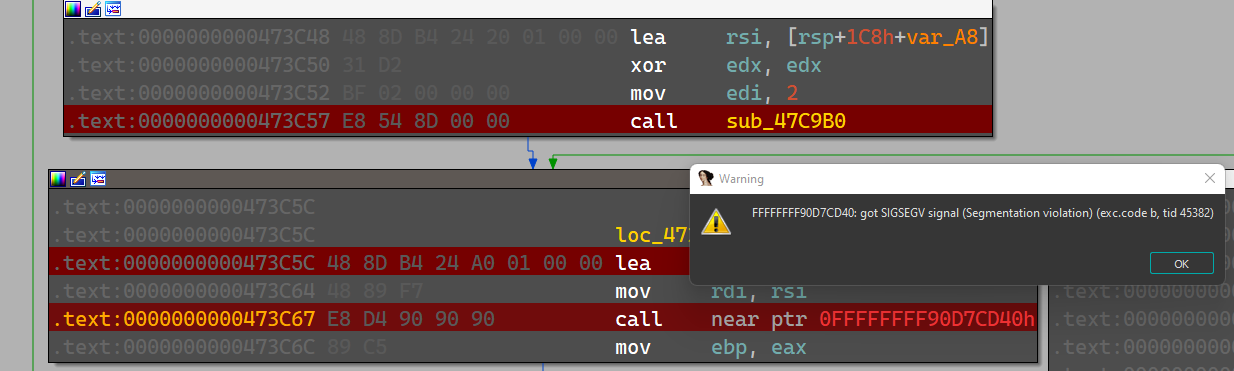 .text:0000000000473C48 48 8D B4 24 20 01 00 00 lea rsi, [rsp+1C8h+var_A8]
.text:0000000000473C50 31 D2 xor edx, edx
.text:0000000000473C52 BF 02 00 00 00 mov edi, 2
.text:0000000000473C57 E8 54 8D 00 00 call sub_47C9B0
.text:0000000000473C5C
.text:0000000000473C5C loc_47
.text:0000000000473C5C 48 8D B4 24 A0 01 00 00 lea
.text:0000000000473C64 48 89 F7 mov rdi, rsi
.text:0000000000473C67 E8 D4 90 90 90 call near ptr 0FFFFFFFF90D7CD40h
.text:0000000000473C6C 89 C5 mov ebp, eax
Warning
FFFFFFFF90D7CD40: got SIGSEGV signal (Segmentation violation) (exc.code b, tid 45382)
OK
.text:000000000
.text:000000000
.text:000000000